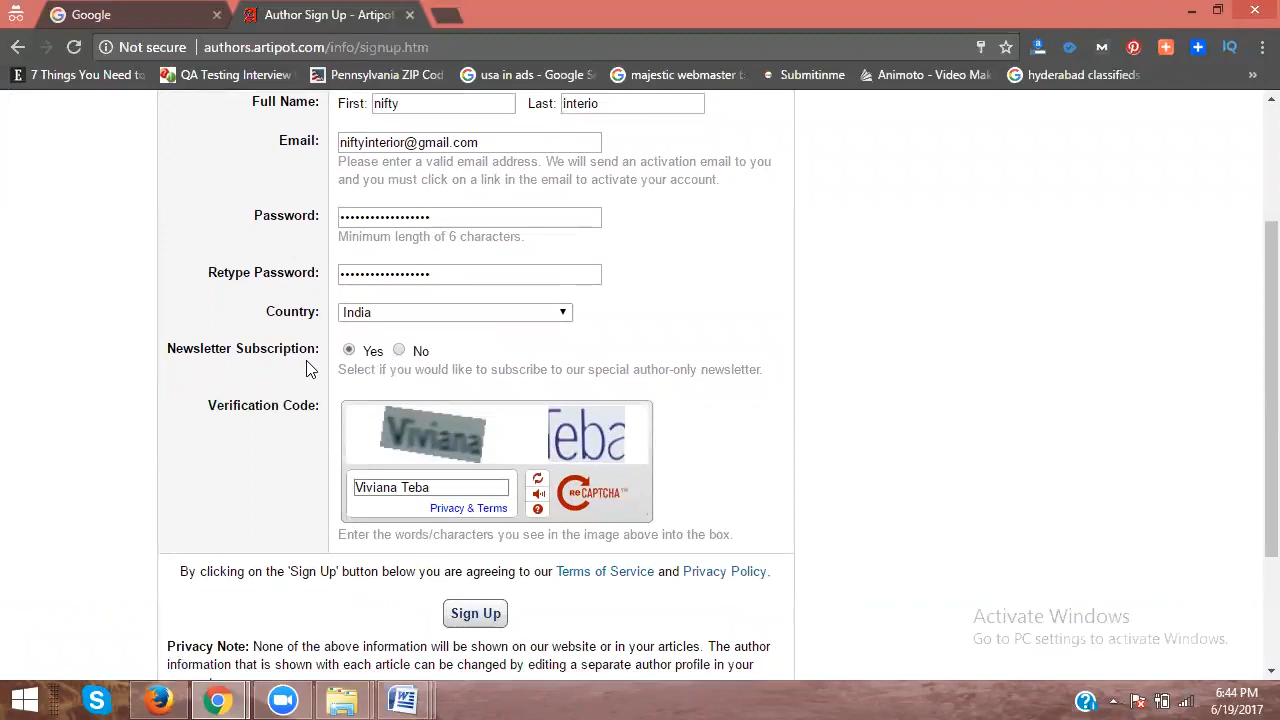 Google
Author Sign Up - Artipot
Not secure authors.artipot.com/info/signup.htm
7 Things You Need to QA Testing Interview Pennsylvania ZIP Cod usa in ads - Google S majestic webmaster t Submitinme Animoto - Video Mak hyderabad classifieds »
Full Name: First: nifty Last: interio
Email: niftyinterior@gmail.com
Please enter a valid email address. We will send an activation email to you
and you must click on a link in the email to activate your account.
Password: ••••••••••••••••••
Minimum length of 6 characters.
Retype Password: ••••••••••••••••••
Country: India
Newsletter Subscription: Yes No
Select if you would like to subscribe to our special author-only newsletter.
Verification Code:
Viviana Teba
Viviana Teba
reCAPTCHA™
Privacy & Terms
Enter the words/characters you see in the image above into the box.
By clicking on the 'Sign Up' button below you are agreeing to our Terms of Service and Privacy Policy.
Sign Up
Activate Windows
Go to PC settings to activate Windows.
Privacy Note: None of the above information will be shown on our website or in your articles. The author
information that is shown with each article can be changed by editing a separate author profile in your
6:44 PM
6/19/2017